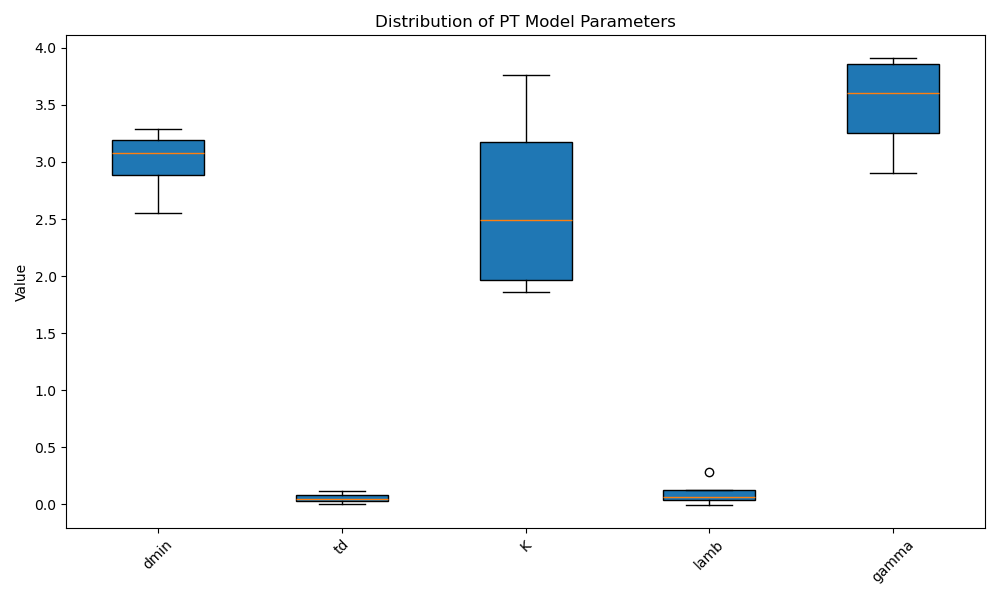 Distribution of PT Model Parameters
4.0
3.5
3.0
2.5
2.0
1.5
1.0
0.5
0.0
Value
dmin
td
K
lamb
gamma